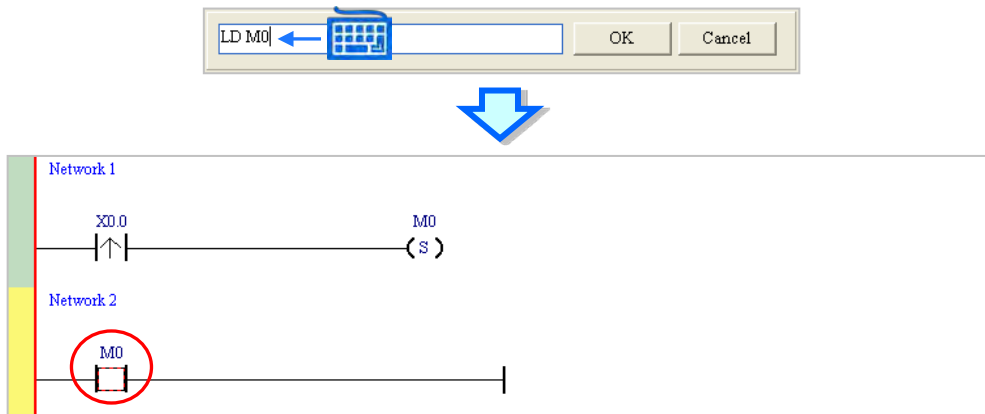 LD M0
OK
Cancel
Network 1
X0.0
M0
S
Network 2
M0